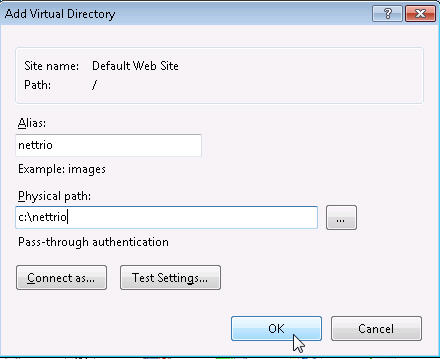 Add Virtual Directory
Site name: Default Web Site
Path: /
Alias:
nettrio
Example: images
Physical path:
c:\nettrio
...
Pass-through authentication
Connect as...
Test Settings...
OK
Cancel